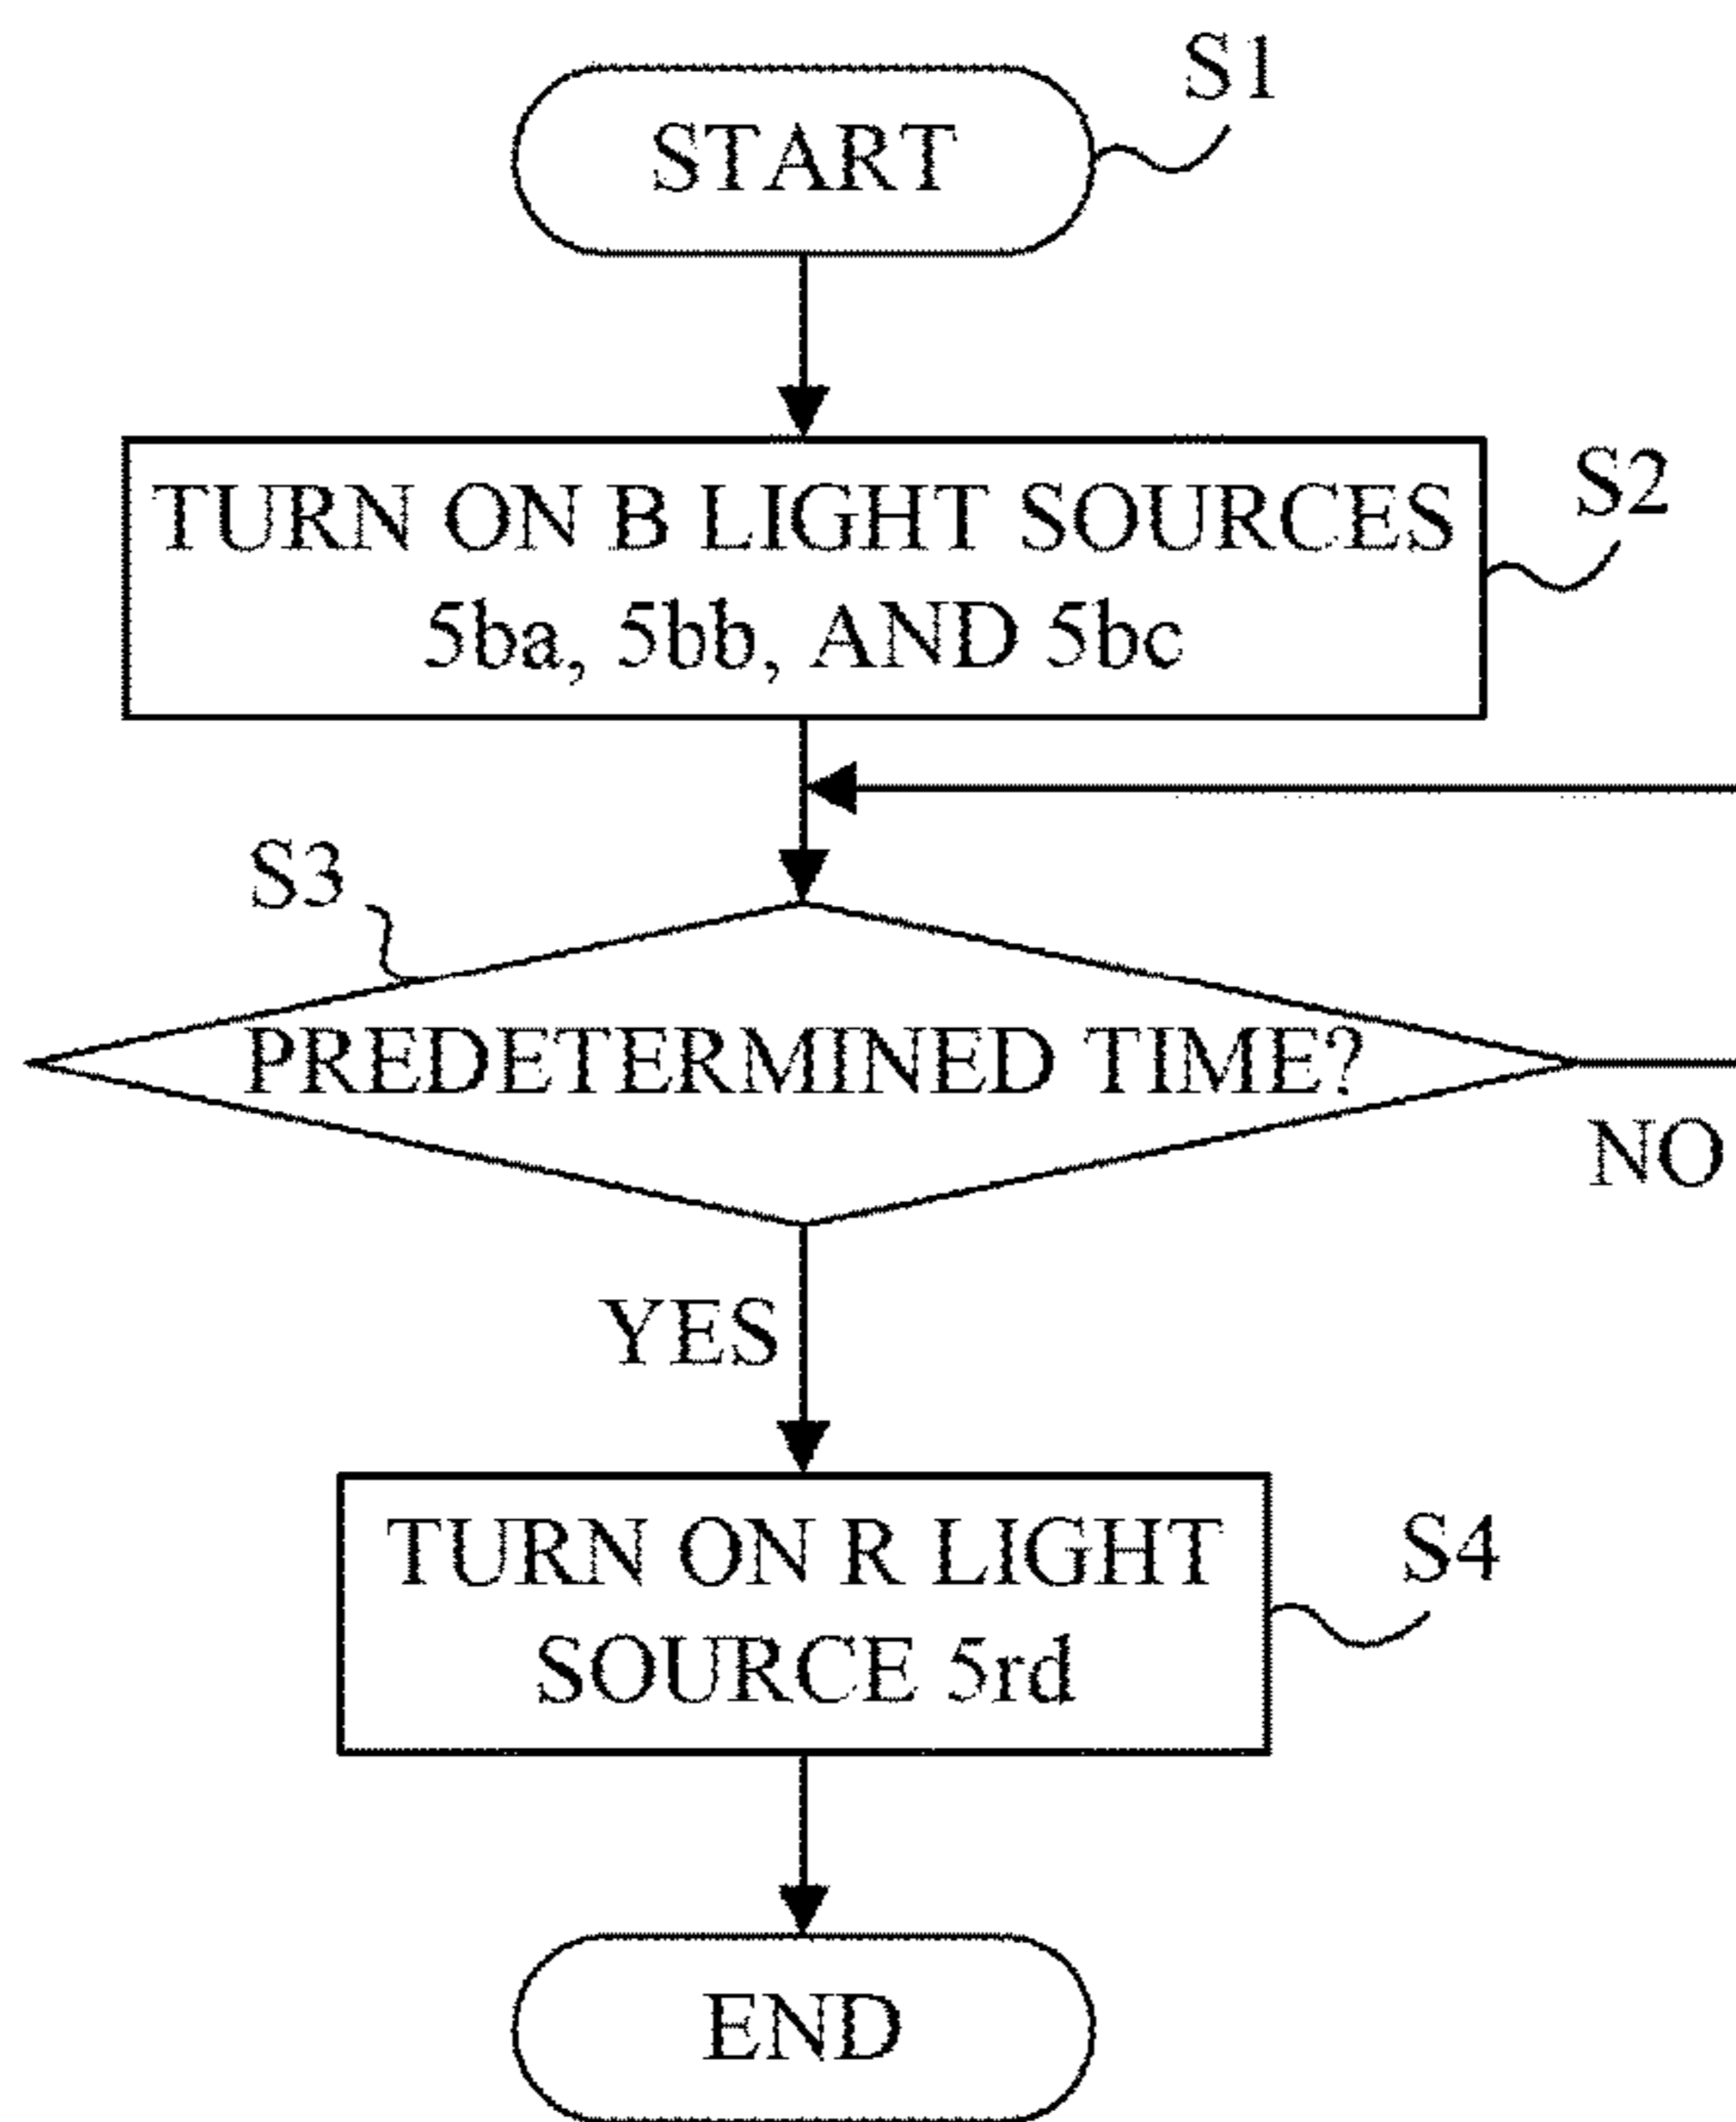 S1
START
S2
TURN ON B LIGHT SOURCES
5ba, 5bb, AND 5bc
S3
PREDETERMINED TIME?
NO
YES
S4
TURN ON R LIGHT
SOURCE 5rd
END